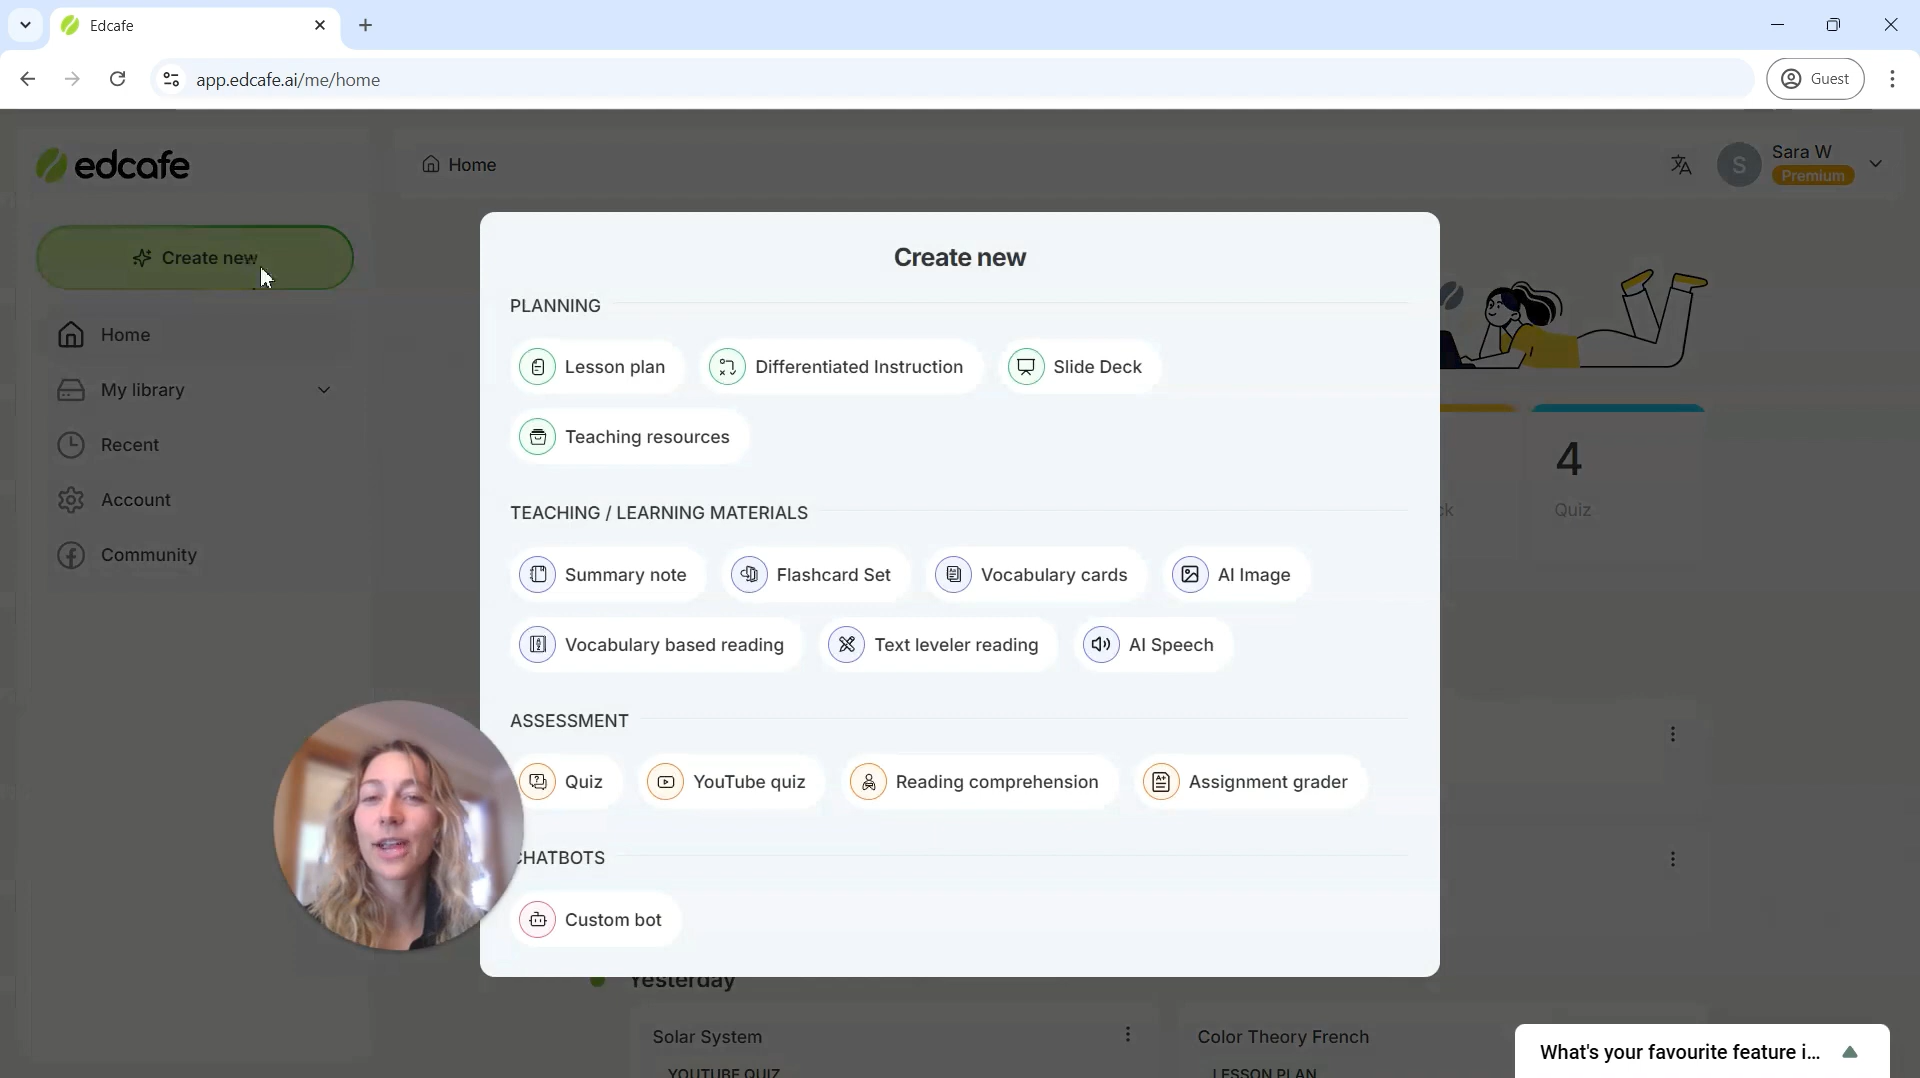 Edcafe
app.edcafe.ai/me/home
Guest
edcafe
Home
Sara W
S
Premium
Create new
Home
My library
Recent
Account
Community
Create new
PLANNING
Lesson plan
Differentiated Instruction
Slide Deck
Teaching resources
TEACHING / LEARNING MATERIALS
Summary note
Flashcard Set
Vocabulary cards
AI Image
Vocabulary based reading
Text leveler reading
AI Speech
ASSESSMENT
Quiz
YouTube quiz
Reading comprehension
Assignment grader
CHATBOTS
Custom bot
4
Quiz
Yesterday
Solar System
YOUTUBE QUIZ
Color Theory French
LESSON PLAN
What's your favourite feature i...